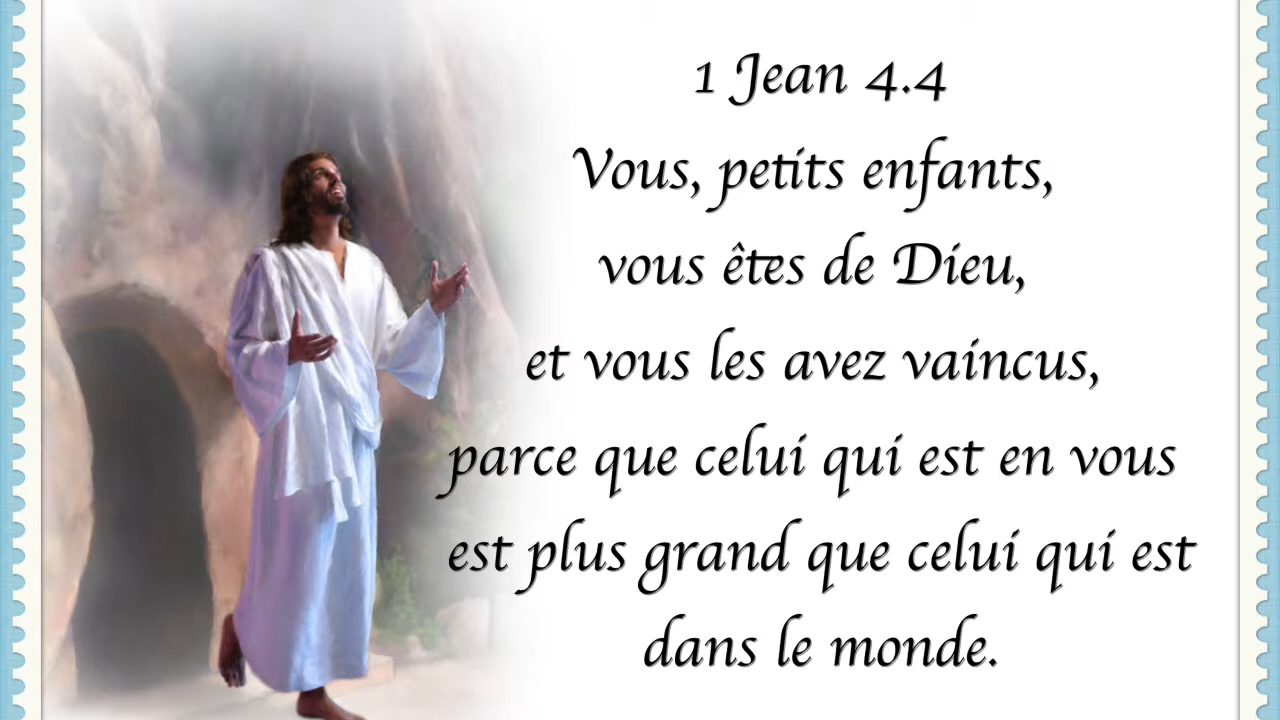 1 Jean 4.4
Vous, petits enfants,
vous êtes de Dieu,
et vous les avez vaincus,
parce que celui qui est en vous
est plus grand que celui qui est
dans le monde.